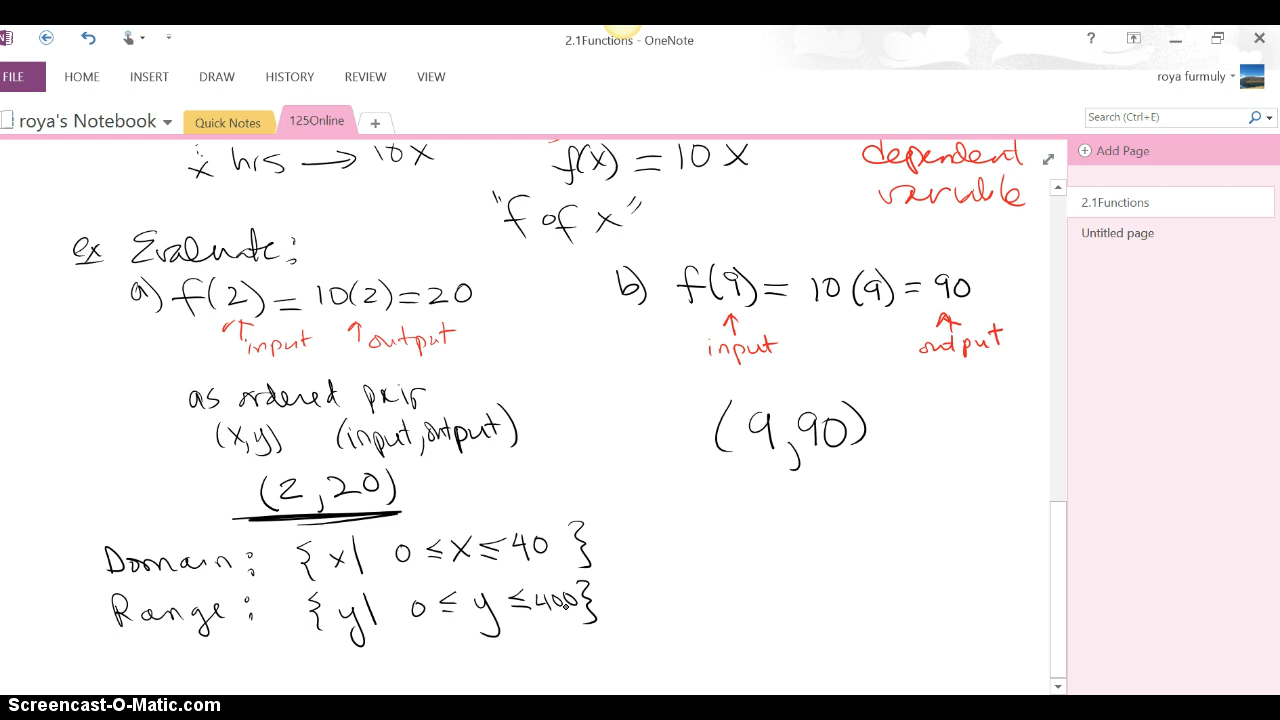 2.1Functions - OneNote
?
FILE HOME INSERT DRAW HISTORY REVIEW VIEW
roya furmuly
roya's Notebook Quick Notes 125Online +
Search (Ctrl+E)
Add Page
2.1Functions
Untitled page
x hrs → 10X
f(x) = 10 X
dependent
variable
"f of x"
ex Evaluate:
a) f(2) = 10(2) = 20
b) f(9) = 10(9) = 90
input output
input output
as ordered pair
(x,y) (input, output)
(9,90)
(2,20)
Domain: { x| 0 ≤ X ≤ 40 }
Range: { y| 0 ≤ y ≤ 400}
Screencast-O-Matic.com